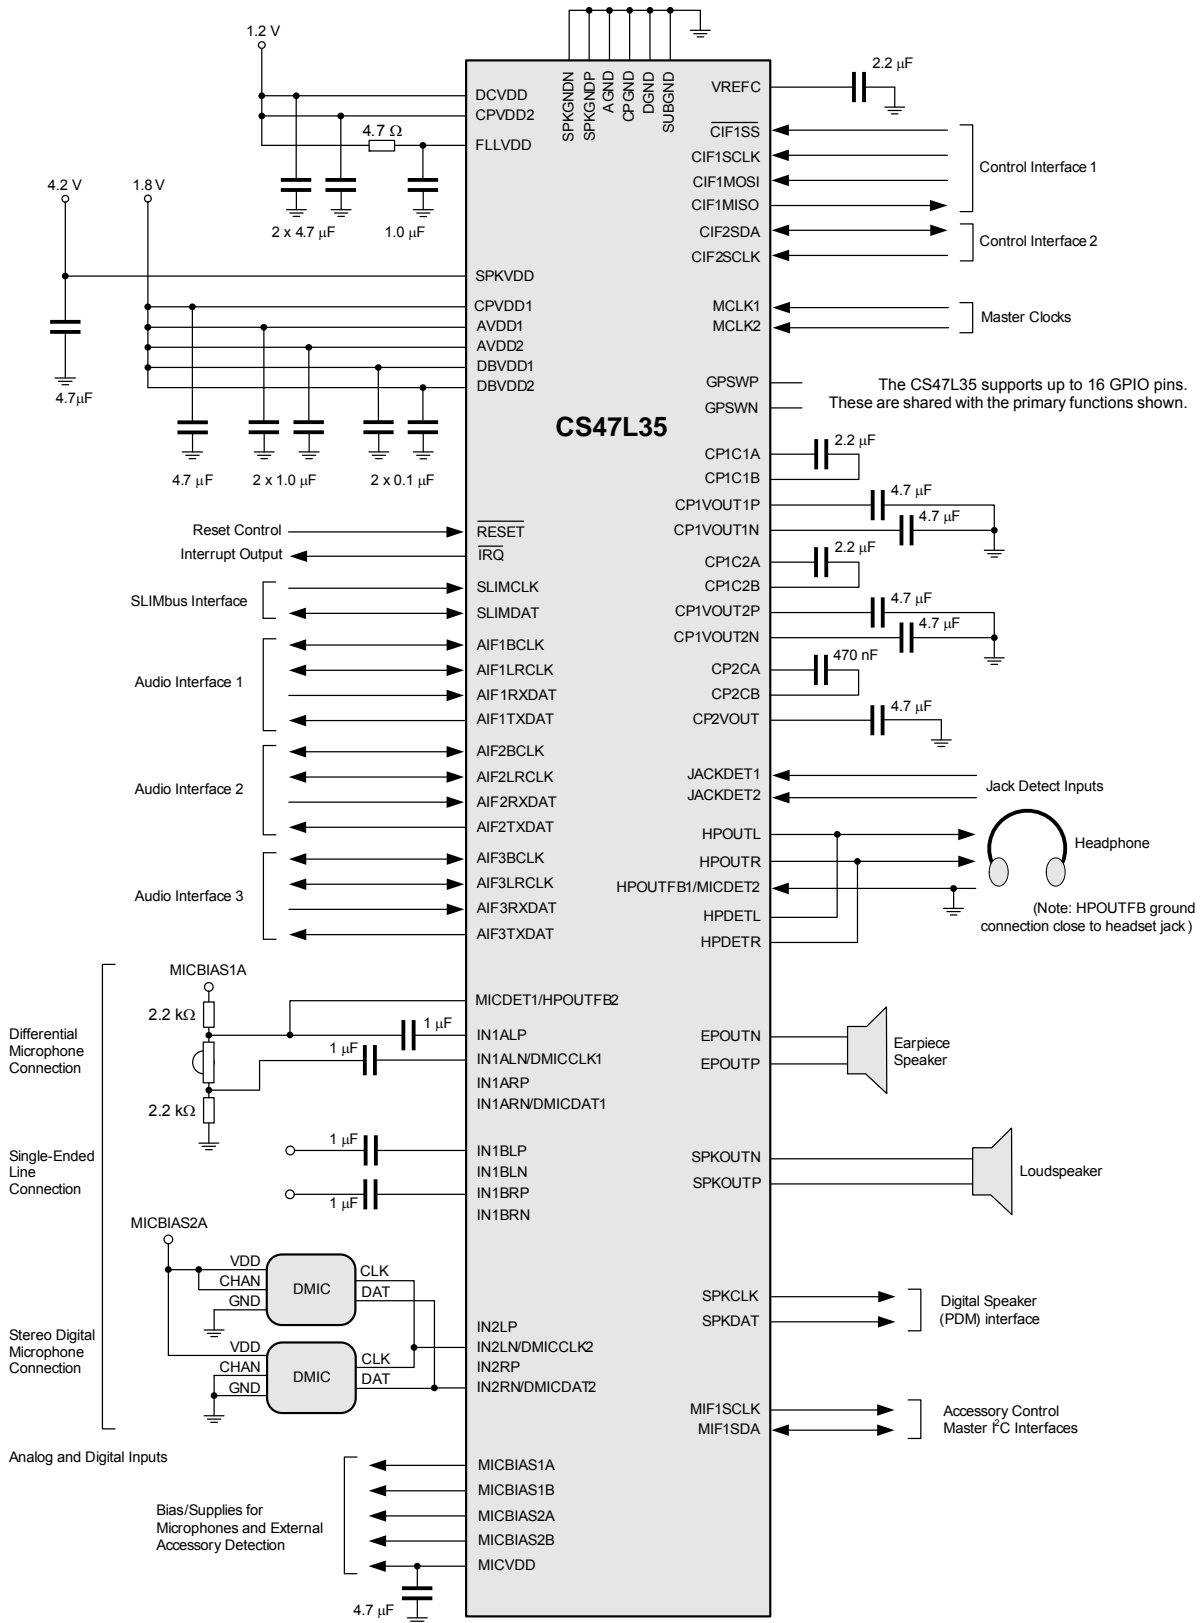 1.2 V
DCVDD
CPVDD2
4.7 Ω
FLLVDD
2 x 4.7 μF
1.0 μF
4.2 V
1.8 V
SPKVDD
CPVDD1
AVDD1
AVDD2
DBVDD1
DBVDD2
4.7μF
4.7 μF
2 x 1.0 μF
2 x 0.1 μF
Reset Control
RESET
Interrupt Output
IRQ
SLIMbus Interface
SLIMCLK
SLIMDAT
Audio Interface 1
AIF1BCLK
AIF1LRCLK
AIF1RXDAT
AIF1TXDAT
Audio Interface 2
AIF2BCLK
AIF2LRCLK
AIF2RXDAT
AIF2TXDAT
Audio Interface 3
AIF3BCLK
AIF3LRCLK
AIF3RXDAT
AIF3TXDAT
MICBIAS1A
2.2 kΩ
2.2 kΩ
Differential
Microphone
Connection
MICDET1/HPOUTFB2
1 μF
IN1ALP
1 μF
IN1ALN/DMICCLK1
IN1ARP
IN1ARN/DMICDAT1
Single-Ended
Line
Connection
1 μF
IN1BLP
IN1BLN
1 μF
IN1BRP
IN1BRN
MICBIAS2A
VDD
CHAN
GND
DMIC
CLK
DAT
Stereo Digital
Microphone
Connection
VDD
CHAN
GND
DMIC
CLK
DAT
IN2LP
IN2LN/DMICCLK2
IN2RP
IN2RN/DMICDAT2
Analog and Digital Inputs
Bias/Supplies for
Microphones and External
Accessory Detection
MICBIAS1A
MICBIAS1B
MICBIAS2A
MICBIAS2B
MICVDD
4.7 μF
SPKGNDN
SPKGNDP
AGND
CPGND
DGND
SUBGND
CS47L35
VREFC
2.2 μF
CIF1SS
CIF1SCLK
CIF1MOSI
CIF1MISO
Control Interface 1
CIF2SDA
CIF2SCLK
Control Interface 2
MCLK1
MCLK2
Master Clocks
GPSWP
GPSWN
The CS47L35 supports up to 16 GPIO pins.
These are shared with the primary functions shown.
CP1C1A
2.2 μF
CP1C1B
CP1VOUT1P
4.7 μF
CP1VOUT1N
4.7 μF
CP1C2A
2.2 μF
CP1C2B
CP1VOUT2P
4.7 μF
CP1VOUT2N
4.7 μF
CP2CA
470 nF
CP2CB
CP2VOUT
4.7 μF
JACKDET1
JACKDET2
Jack Detect Inputs
HPOUTL
HPOUTR
Headphone
HPOUTFB1/MICDET2
HPDETL
HPDETR
(Note: HPOUTFB ground
connection close to headset jack)
EPOUTN
EPOUTP
Earpiece
Speaker
SPKOUTN
SPKOUTP
Loudspeaker
SPKCLK
SPKDAT
Digital Speaker
(PDM) interface
MIF1SCLK
MIF1SDA
Accessory Control
Master I²C Interfaces